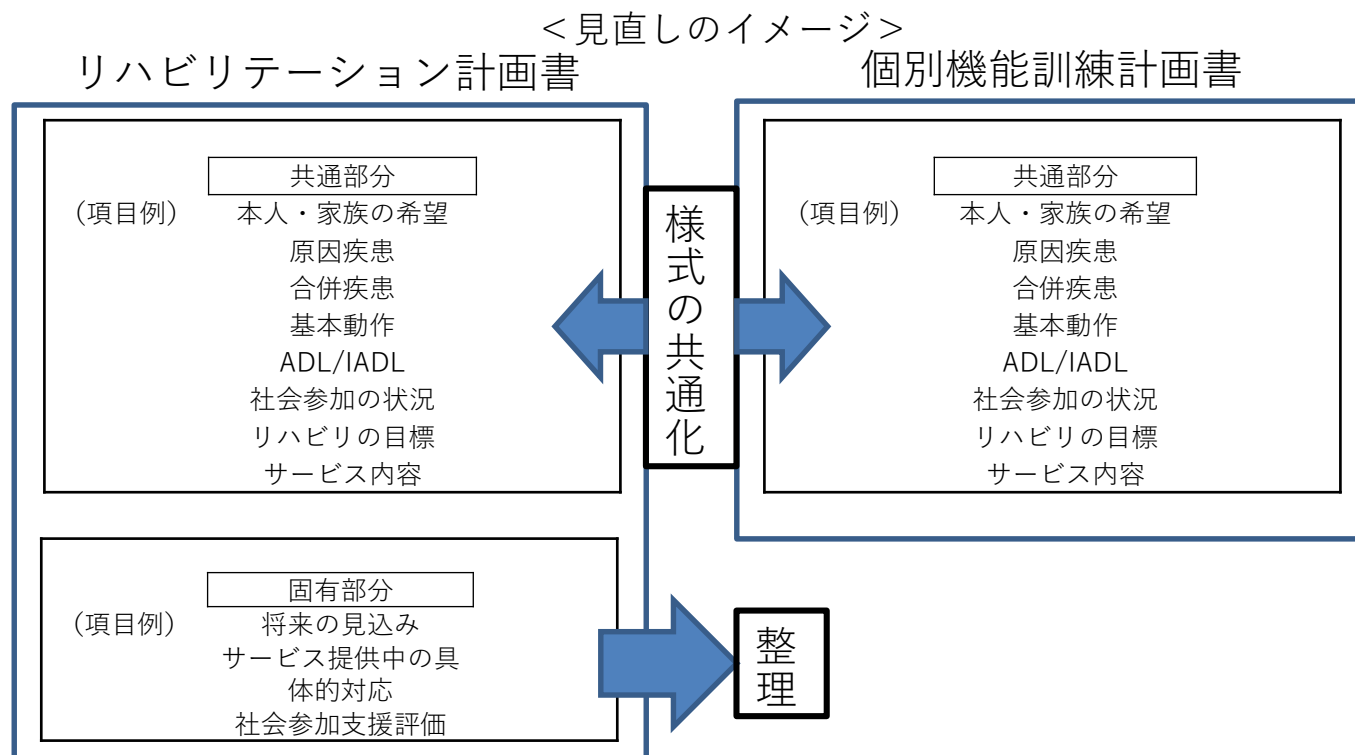 ＜見直しのイメージ＞
リハビリテーション計画書
共通部分
（項目例）
本人・家族の希望
原因疾患
合併疾患
基本動作
ADL/IADL
社会参加の状況
リハビリの目標
サービス内容
固有部分
（項目例）
将来の見込み
サービス提供中の具
体的対応
社会参加支援評価
様式の共通化
整理
個別機能訓練計画書
共通部分
（項目例）
本人・家族の希望
原因疾患
合併疾患
基本動作
ADL/IADL
社会参加の状況
リハビリの目標
サービス内容